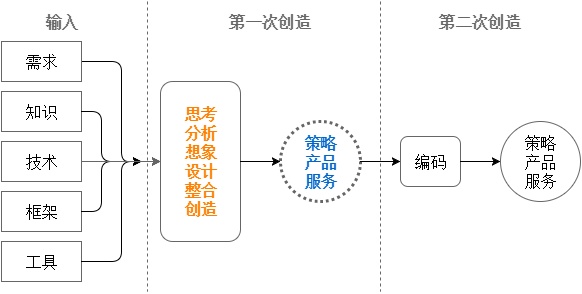 输入
第一次创造
第二次创造
需求
知识
技术
框架
工具
思考
分析
想象
设计
整合
创造
策略
产品
服务
编码
策略
产品
服务